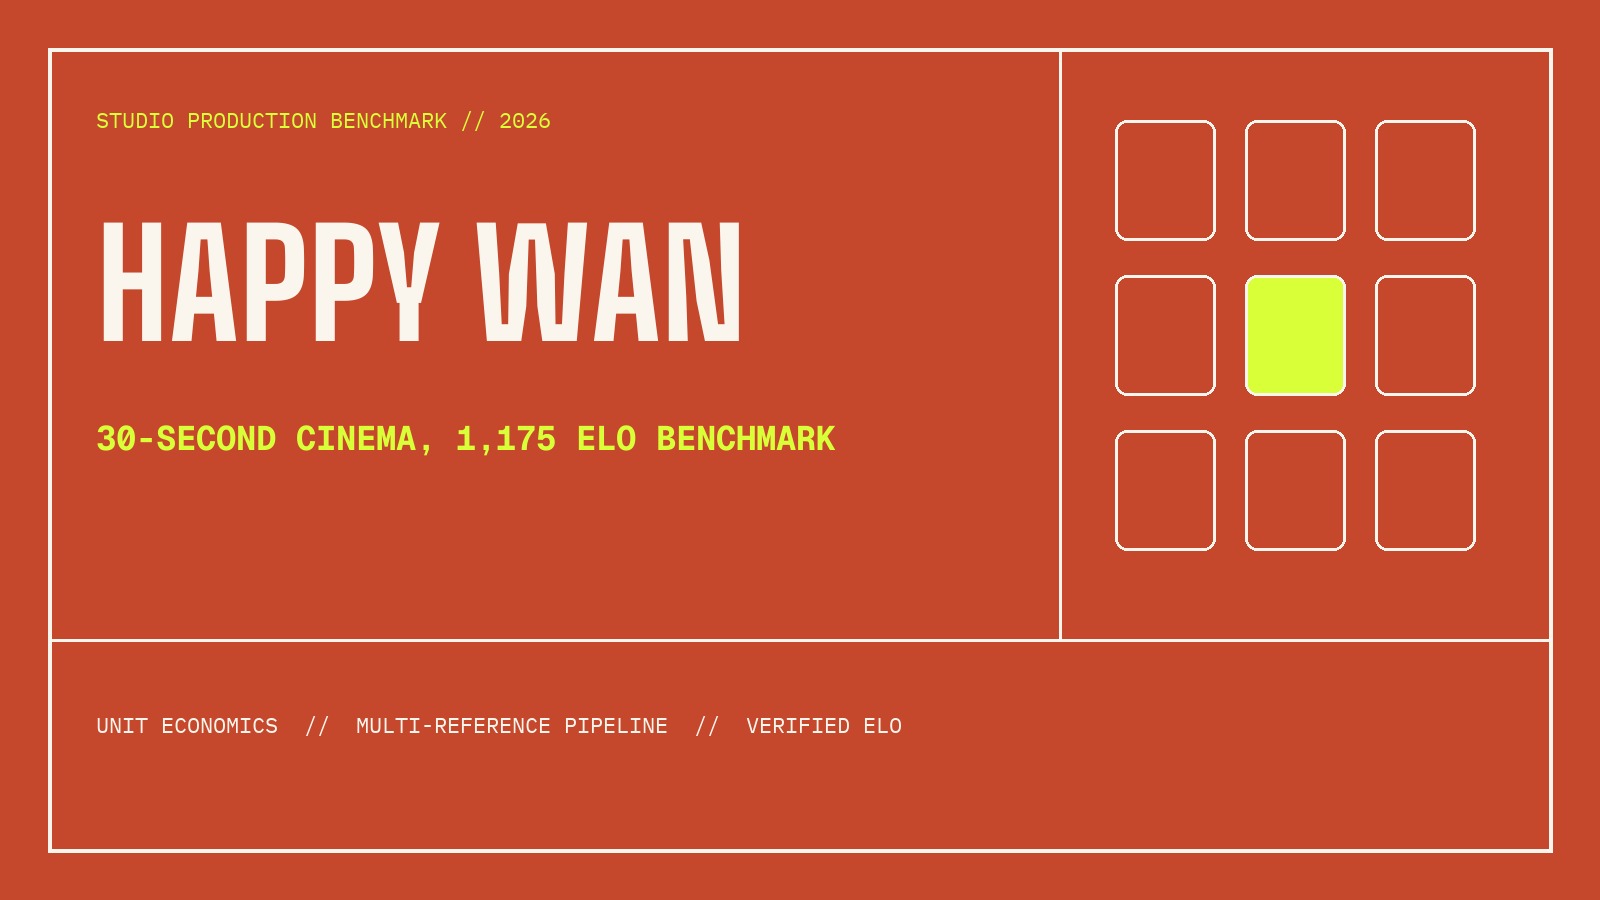 STUDIO PRODUCTION BENCHMARK // 2026
HAPPY WAN
30-SECOND CINEMA, 1,175 ELO BENCHMARK
UNIT ECONOMICS // MULTI-REFERENCE PIPELINE // VERIFIED ELO